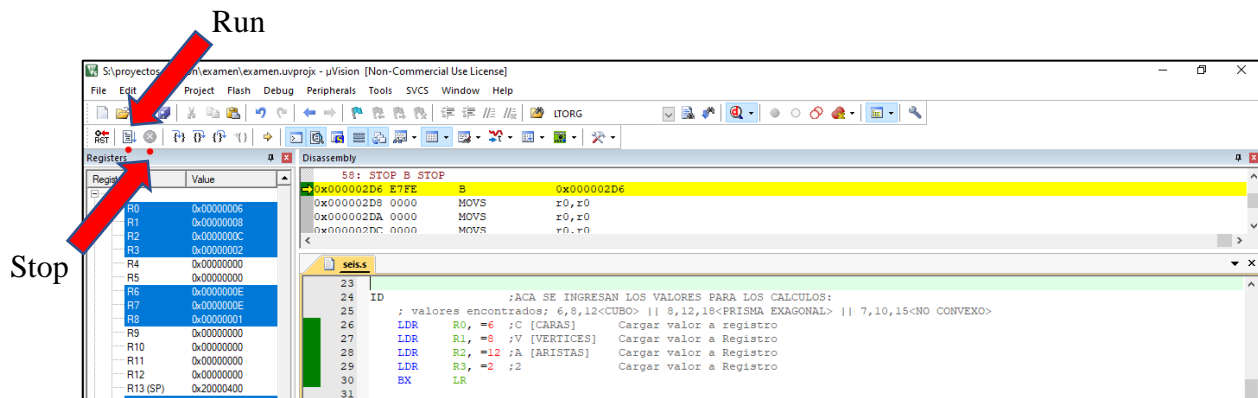 Run
S:\proyectos
n\examen\examen.uvprojx - µVision [Non-Commercial Use License]
File Edit Project Flash Debug Peripherals Tools SVCS Window Help
LTORG
RST
Registers Disassembly
Value
58: STOP B STOP
0x000002D6 E7FE B 0x000002D6
0x000002D8 0000 MOVS r0,r0
0x000002DA 0000 MOVS r0,r0
0x000002DC 0000 MOVS r0,r0
R0 0x00000006
R1 0x00000008
R2 0x0000000C
R3 0x00000002
Stop
R4 0x00000000
R5 0x00000000
R6 0x0000000E
R7 0x0000000E
R8 0x00000001
R9 0x00000000
R10 0x00000000
R11 0x00000000
R12 0x00000000
R13 (SP) 0x20000400
seis.s
23
24 ID ;ACA SE INGRESAN LOS VALORES PARA LOS CALCULOS:
25 ; valores encontrados; 6,8,12<CUBO> || 8,12,18<PRISMA EXAGONAL> || 7,10,15<NO CONVEXO>
26 LDR R0, =6 ;C [CARAS] Cargar valor a registro
27 LDR R1, =8 ;V [VERTICES] Cargar valor a Registro
28 LDR R2, =12 ;A [ARISTAS] Cargar valor a Registro
29 LDR R3, =2 ;2 Cargar valor a Registro
30 BX LR
31